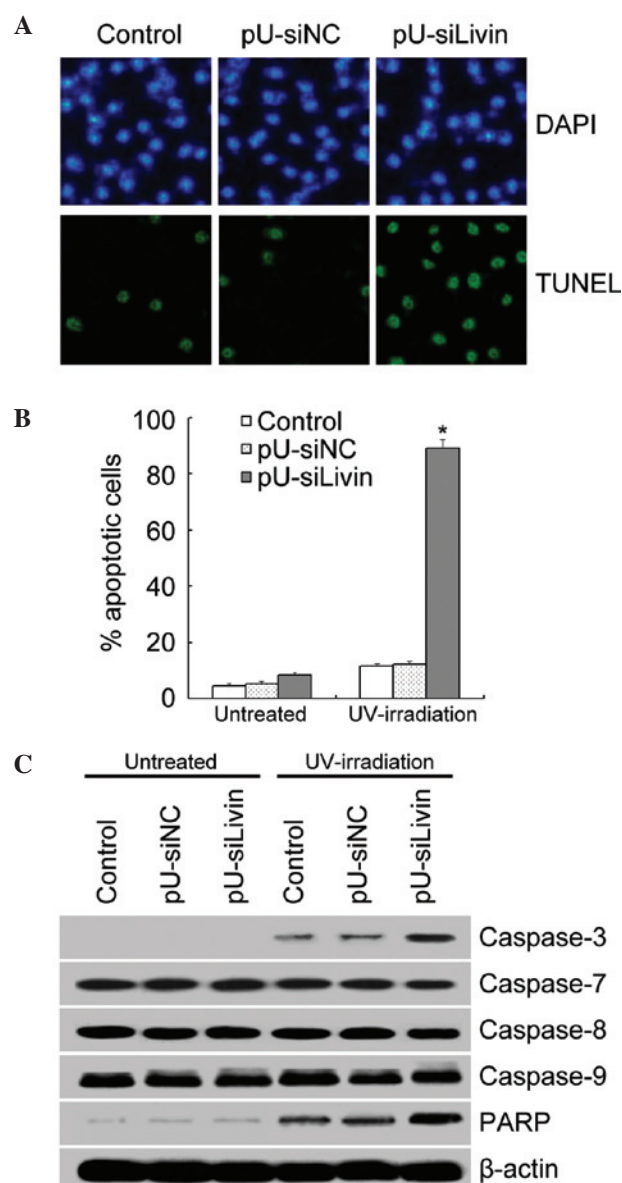 A
Control pU-siNC pU-siLivin
DAPI
TUNEL
B
100
80
60
40
20
0
% apoptotic cells
Control
pU-siNC
pU-siLivin
*
Untreated UV-irradiation
C
Untreated UV-irradiation
Control pU-siNC pU-siLivin Control pU-siNC pU-siLivin
Caspase-3
Caspase-7
Caspase-8
Caspase-9
PARP
β-actin